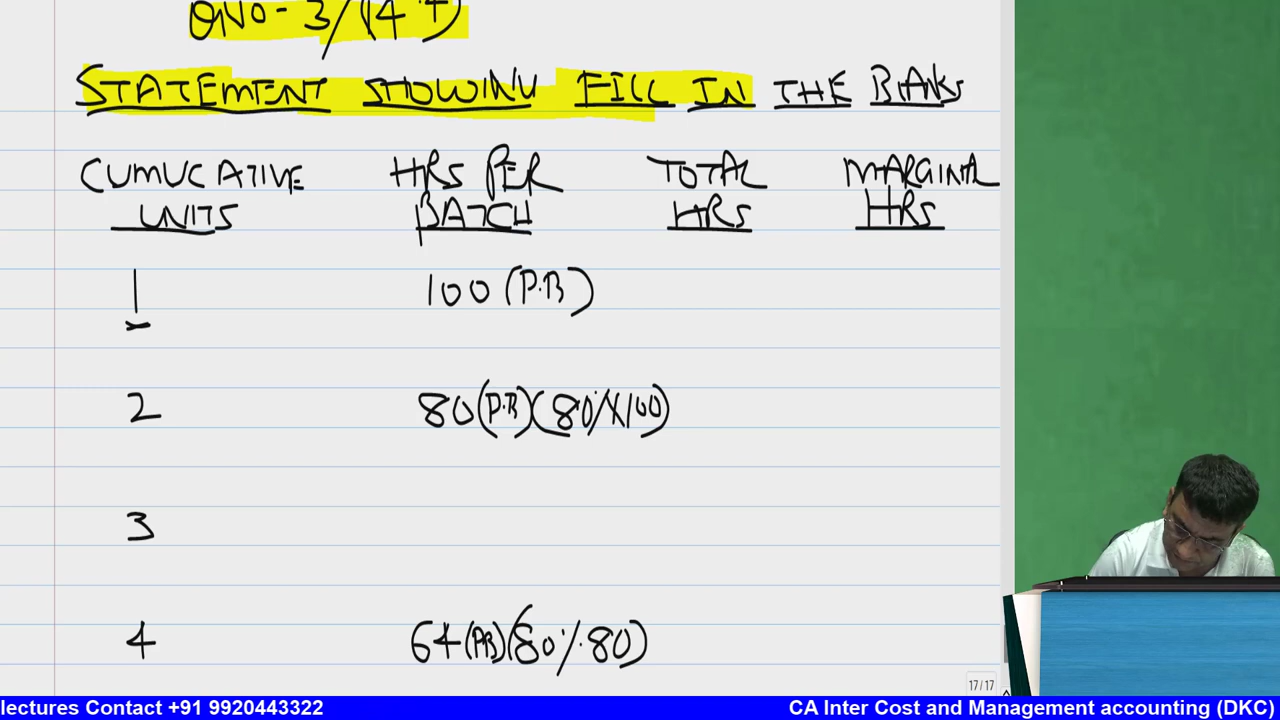 QNO - 3 / (14.7)
STATEMENT SHOWING FILL IN THE BLANKS
CUMUCATIVE UNITS HRS PER BATCH TOTAL HRS MARGINAL HRS
1 100 (P.B)
2 80 (P.B) (80% X 100)
3
4 64 (P.B) (80% 80)
17/17
lectures Contact +91 9920443322 CA Inter Cost and Management accounting (DKC)